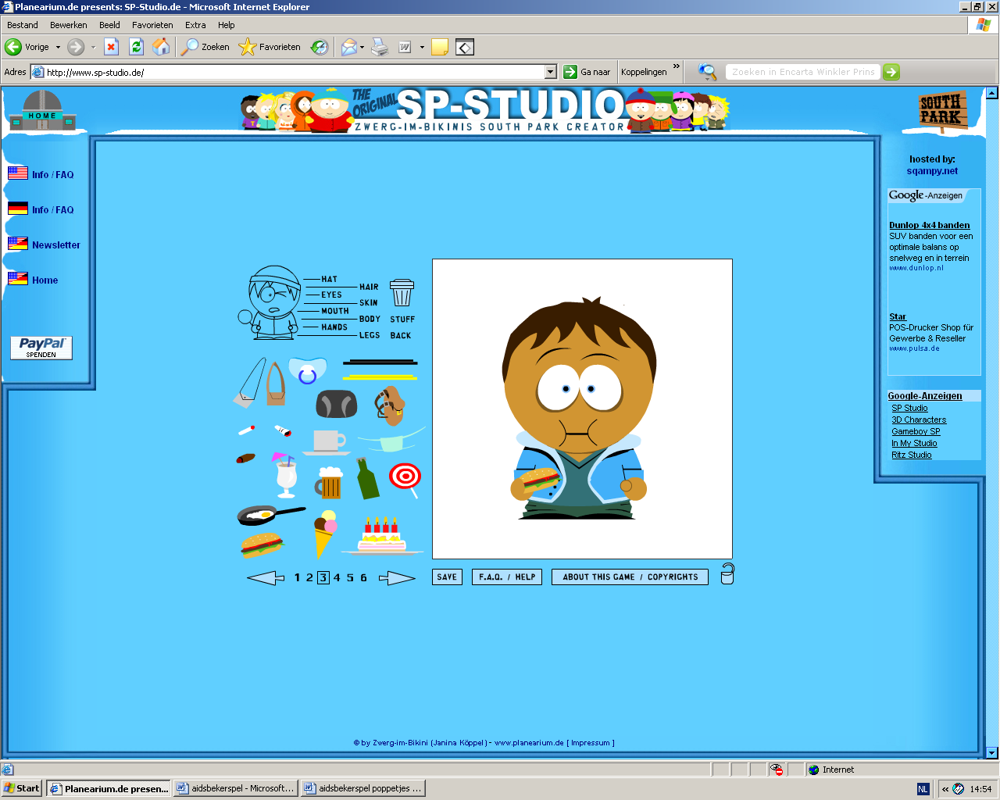 Planearium.de presents: SP-Studio.de - Microsoft Internet Explorer
Bestand Bewerken Beeld Favorieten Extra Help
Vorige Zoeken Favorieten
Adres http://www.sp-studio.de/ Ga naar Koppelingen » Zoeken in Encarta Winkler Prins
HOME
THE ORIGINAL SP-STUDIO
ZWERG-IM-BIKINIS SOUTH PARK CREATOR
SOUTH PARK
Info / FAQ
Info / FAQ
Newsletter
Home
PayPal
SPENDEN
HAT
HAIR
EYES
SKIN
MOUTH
BODY
HANDS
LEGS
STUFF
BACK
1 2 3 4 5 6
SAVE
F.A.Q. / HELP
ABOUT THIS GAME / COPYRIGHTS
hosted by:
sqampy.net
Google-Anzeigen
Dunlop 4x4 banden
SUV banden voor een
optimale balans op
snelweg en in terrein
www.dunlop.nl
Star
POS-Drucker Shop für
Gewerbe & Reseller
www.pulsa.de
Google-Anzeigen
SP Studio
3D Characters
Gameboy SP
In My Studio
Ritz Studio
© by Zwerg-im-Bikini (Janina Köppel) - www.planearium.de [ Impressum ]
Internet
Start Planearium.de presen... aidsbekerspel - Microsoft... aidsbekerspel poppetjes ... NL « 14:54